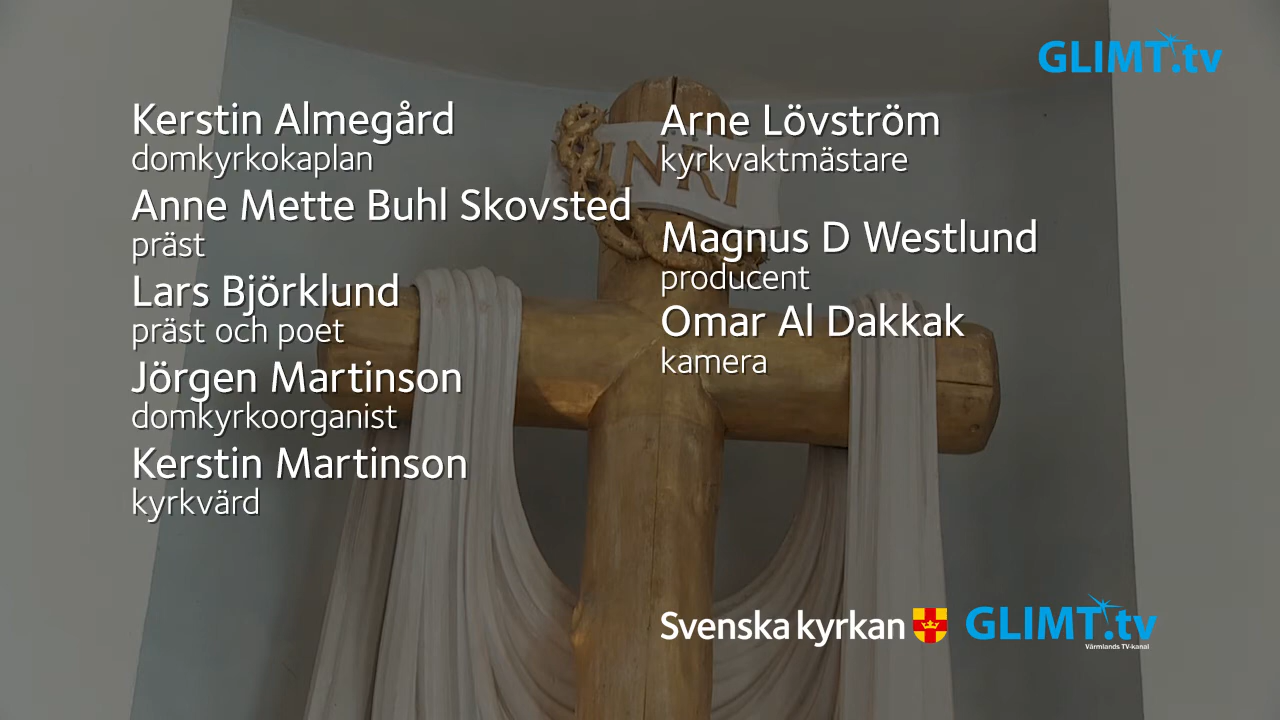 GLIMT.tv
Kerstin Almegård
domkyrkokaplan
Anne Mette Buhl Skovsted
präst
Lars Björklund
präst och poet
Jörgen Martinson
domkyrkoorganist
Kerstin Martinson
kyrkvärd
Arne Lövström
kyrkvaktmästare
Magnus D Westlund
producent
Omar Al Dakkak
kamera
INRI
Svenska kyrkan
GLIMT.tv
Värmlands TV-kanal